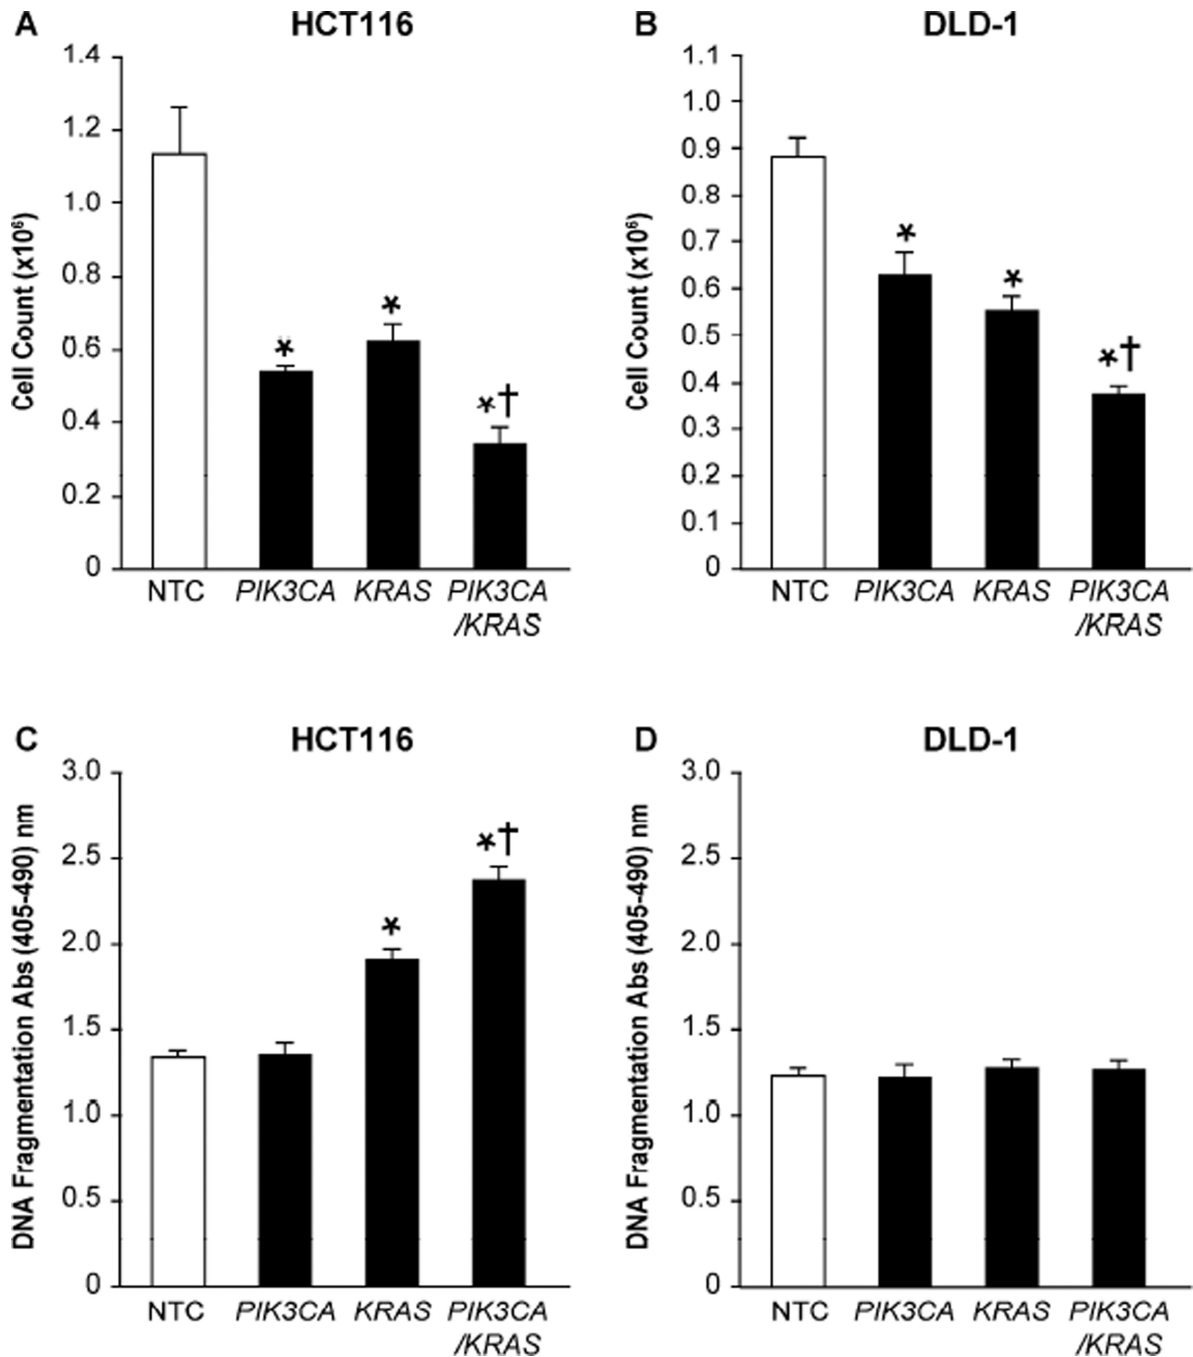 A HCT116
1.4
1.2
1.0
0.8
0.6
0.4
0.2
0
Cell Count (x10⁶)
*
*
*†
NTC PIK3CA KRAS PIK3CA
/KRAS
B DLD-1
1.1
1.0
0.9
0.8
0.7
0.6
0.5
0.4
0.3
0.2
0.1
0
Cell Count (x10⁶)
*
*
*†
NTC PIK3CA KRAS PIK3CA
/KRAS
C HCT116
3.0
2.5
2.0
1.5
1.0
0.5
0
DNA Fragmentation Abs (405-490) nm
*
*†
NTC PIK3CA KRAS PIK3CA
/KRAS
D DLD-1
3.0
2.5
2.0
1.5
1.0
0.5
0
DNA Fragmentation Abs (405-490) nm
NTC PIK3CA KRAS PIK3CA
/KRAS